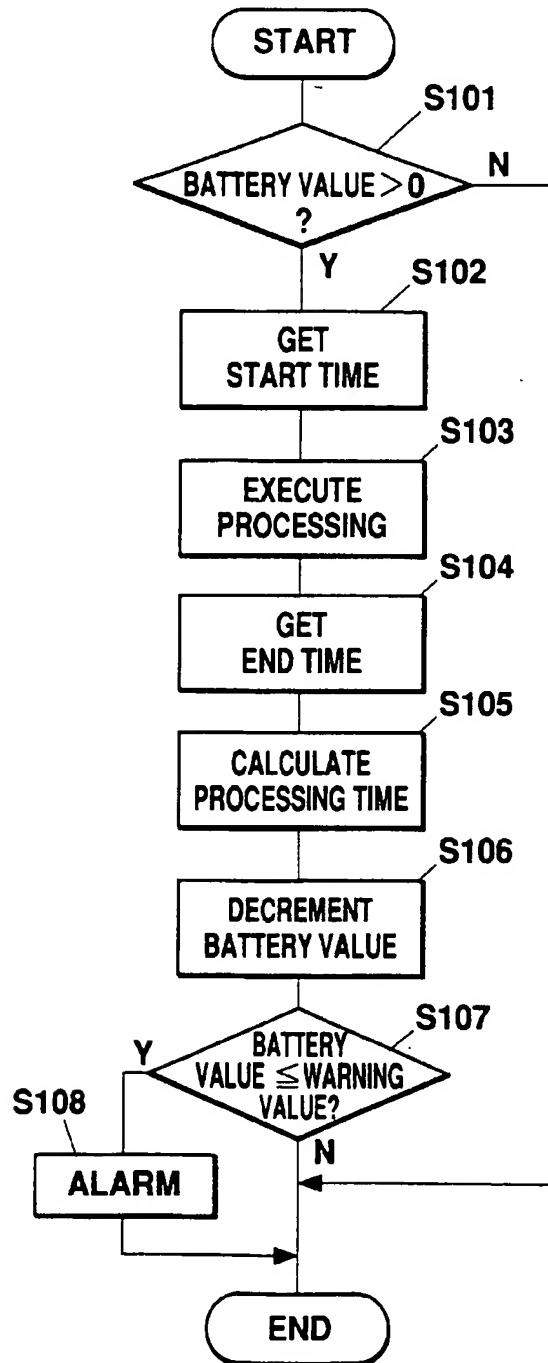 START
S101
BATTERY VALUE > 0
?
N
Y
S102
GET
START TIME
S103
EXECUTE
PROCESSING
S104
GET
END TIME
S105
CALCULATE
PROCESSING TIME
S106
DECREMENT
BATTERY VALUE
S107
BATTERY
VALUE ≦ WARNING
VALUE?
Y
N
S108
ALARM
END